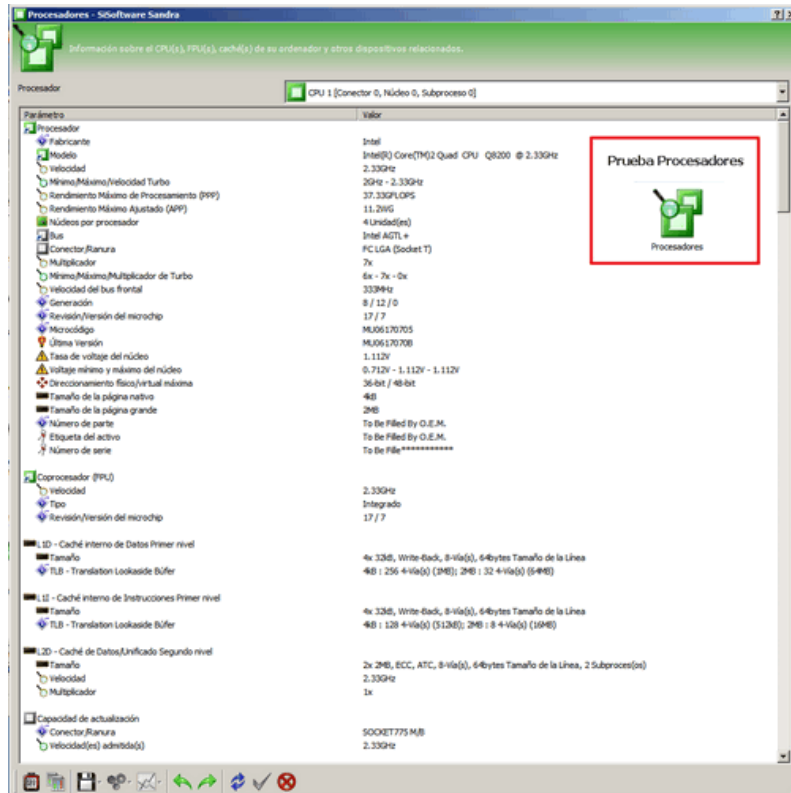 Procesadores - SiSoftware Sandra
Información sobre el CPU(s), FPU(s), caché(s) de su ordenador y otros dispositivos relacionados.
Procesador CPU 1 [Conector 0, Núcleo 0, Subproceso 0]
Parámetro Valor
Procesador
Fabricante Intel
Modelo Intel(R) Core(TM)2 Quad CPU Q8200 @ 2.33GHz
Velocidad 2.33GHz
Mínimo/Máximo/Velocidad Turbo 2GHz - 2.33GHz
Rendimiento Máximo de Procesamiento (PPP) 37.33GFLOPS
Rendimiento Máximo Ajustado (APP) 11.2WG
Núcleos por procesador 4 Unidad(es)
Bus Intel AGTL+
Conector/Ranura FC LGA (Socket T)
Multiplicador 7x
Mínimo/Máximo/Multiplicador de Turbo 6x - 7x - 0x
Velocidad del bus frontal 333MHz
Generación 8 / 12 / 0
Revisión/Versión del microchip 17 / 7
Microcódigo MU06170705
Última Versión MU0617070B
Tasa de voltaje del núcleo 1.112V
Voltaje mínimo y máximo del núcleo 0.712V - 1.112V - 1.112V
Direccionamiento físico/virtual máxima 36-bit / 48-bit
Tamaño de la página nativo 4kB
Tamaño de la página grande 2MB
Número de parte To Be Filled By O.E.M.
Etiqueta del activo To Be Filled By O.E.M.
Número de serie To Be Fille***********
Prueba Procesadores
Procesadores
Coprocesador (FPU)
Velocidad 2.33GHz
Tipo Integrado
Revisión/Versión del microchip 17 / 7
L1D - Caché interno de Datos Primer nivel
Tamaño 4x 32kB, Write-Back, 8-Vía(s), 64bytes Tamaño de la Línea
TLB - Translation Lookaside Búfer 4kB : 256 4-Vía(s) (1MB); 2MB : 32 4-Vía(s) (64MB)
L1I - Caché interno de Instrucciones Primer nivel
Tamaño 4x 32kB, Write-Back, 8-Vía(s), 64bytes Tamaño de la Línea
TLB - Translation Lookaside Búfer 4kB : 128 4-Vía(s) (512kB); 2MB : 8 4-Vía(s) (16MB)
L2D - Caché de Datos/Unificado Segundo nivel
Tamaño 2x 2MB, ECC, ATC, 8-Vía(s), 64bytes Tamaño de la Línea, 2 Subproces(os)
Velocidad 2.33GHz
Multiplicador 1x
Capacidad de actualización
Conector/Ranura SOCKET775 M/B
Velocidad(es) admitida(s) 2.33GHz